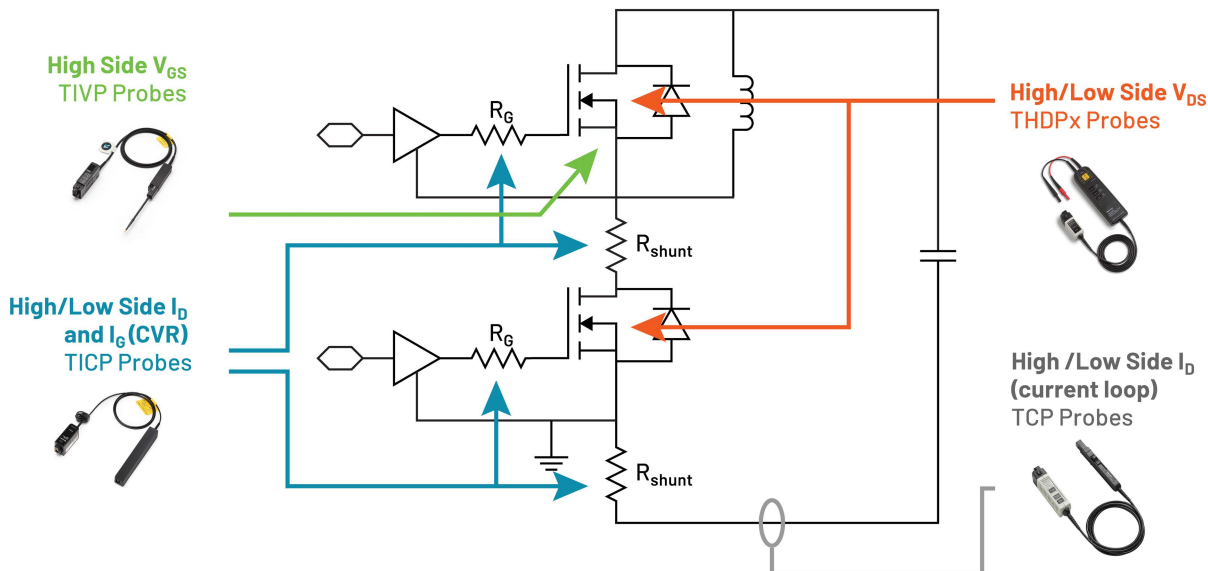 High Side VGS
TIVP Probes
High/Low Side ID
and IG (CVR)
TICP Probes
RG
Rshunt
RG
Rshunt
High/Low Side VDS
THDPx Probes
High /Low Side ID
(current loop)
TCP Probes